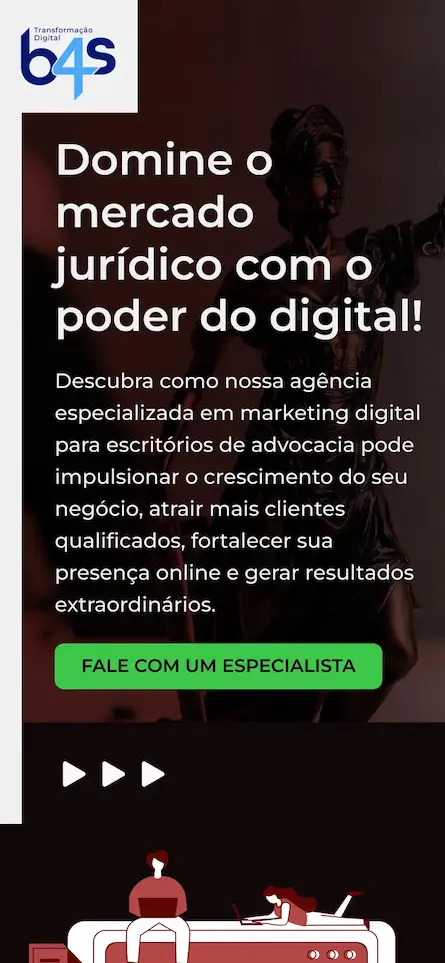 Transformação
Digital
b4s
Domine o
mercado
jurídico com o
poder do digital!
Descubra como nossa agência
especializada em marketing digital
para escritórios de advocacia pode
impulsionar o crescimento do seu
negócio, atrair mais clientes
qualificados, fortalecer sua
presença online e gerar resultados
extraordinários.
FALE COM UM ESPECIALISTA